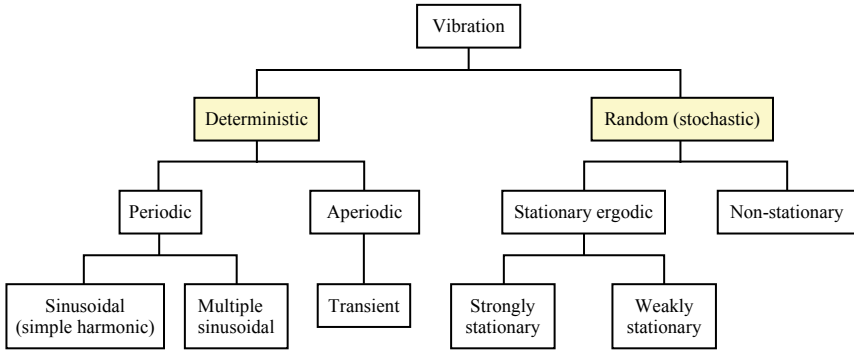 Vibration
Deterministic
Random (stochastic)
Periodic
Aperiodic
Stationary ergodic
Non-stationary
Sinusoidal
(simple harmonic)
Multiple
sinusoidal
Transient
Strongly
stationary
Weakly
stationary